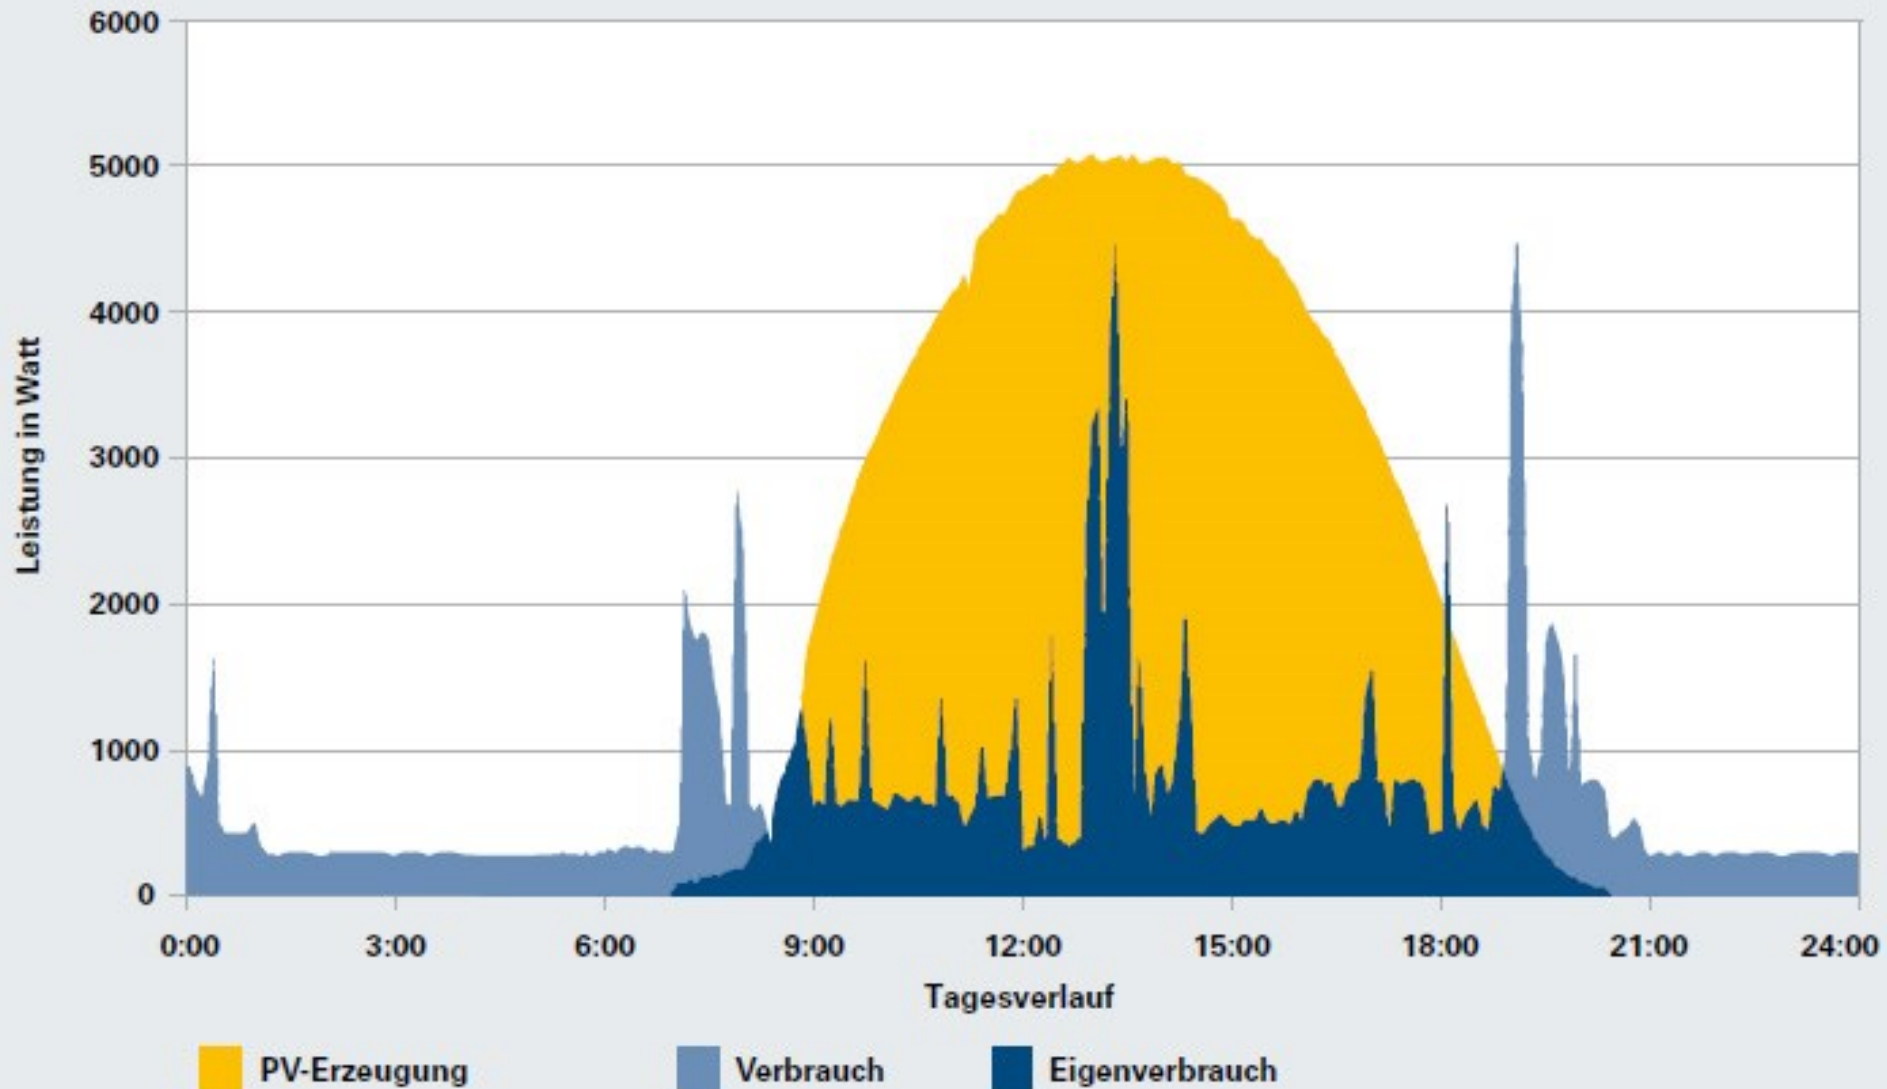 6000
5000
4000
3000
2000
1000
0
Leistung in Watt
0:00 3:00 6:00 9:00 12:00 15:00 18:00 21:00 24:00
Tagesverlauf
PV-Erzeugung Verbrauch Eigenverbrauch